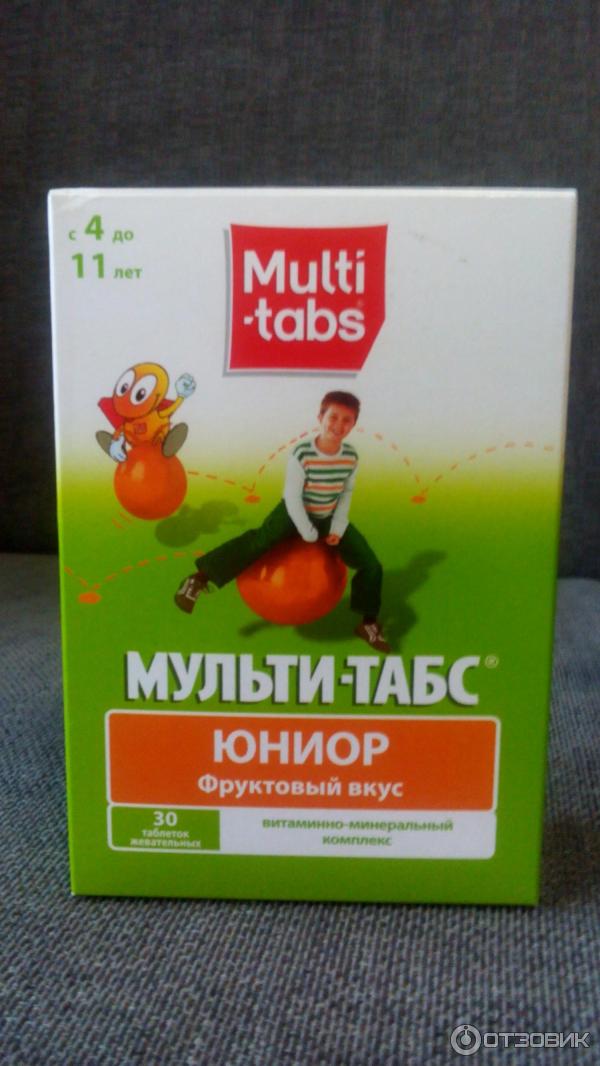 с 4 до
11 лет
Multi
-tabs®
МУЛЬТИ-ТАБС®
ЮНИОР
Фруктовый вкус
30
таблеток
жевательных
витаминно-минеральный
комплекс
ОТЗОВИК